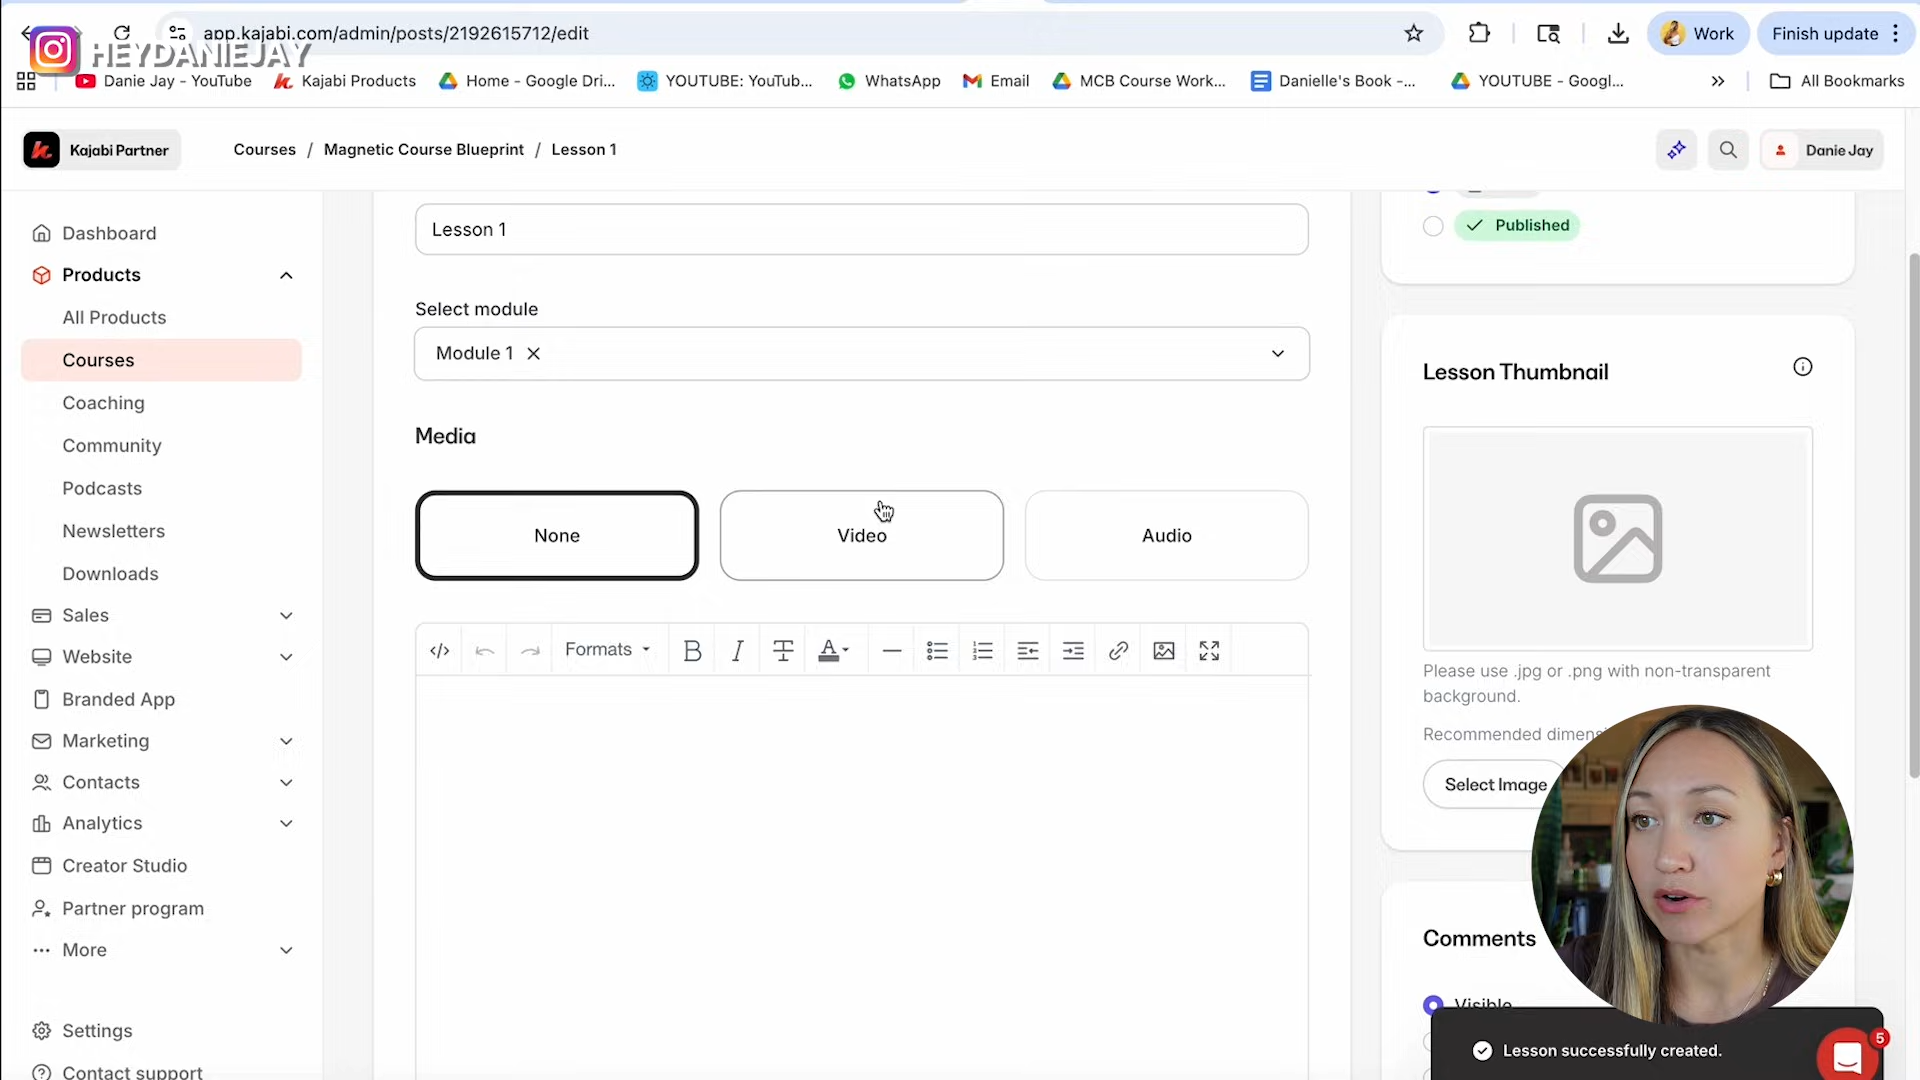 HEYDANIEJAY
app.kajabi.com/admin/posts/2192615712/edit
Work
Finish update
Danie Jay - YouTube
Kajabi Products
Home - Google Dri...
YOUTUBE: YouTub...
WhatsApp
Email
MCB Course Work...
Danielle's Book -...
YOUTUBE - Googl...
All Bookmarks
Kajabi Partner
Courses / Magnetic Course Blueprint / Lesson 1
Danie Jay
Dashboard
Products
All Products
Courses
Coaching
Community
Podcasts
Newsletters
Downloads
Sales
Website
Branded App
Marketing
Contacts
Analytics
Creator Studio
Partner program
More
Settings
Contact support
Lesson 1
Select module
Module 1
Media
None
Video
Audio
Formats
Published
Lesson Thumbnail
Please use .jpg or .png with non-transparent
background.
Recommended
Select Image
Comments
Visible
Lesson successfully created.
5